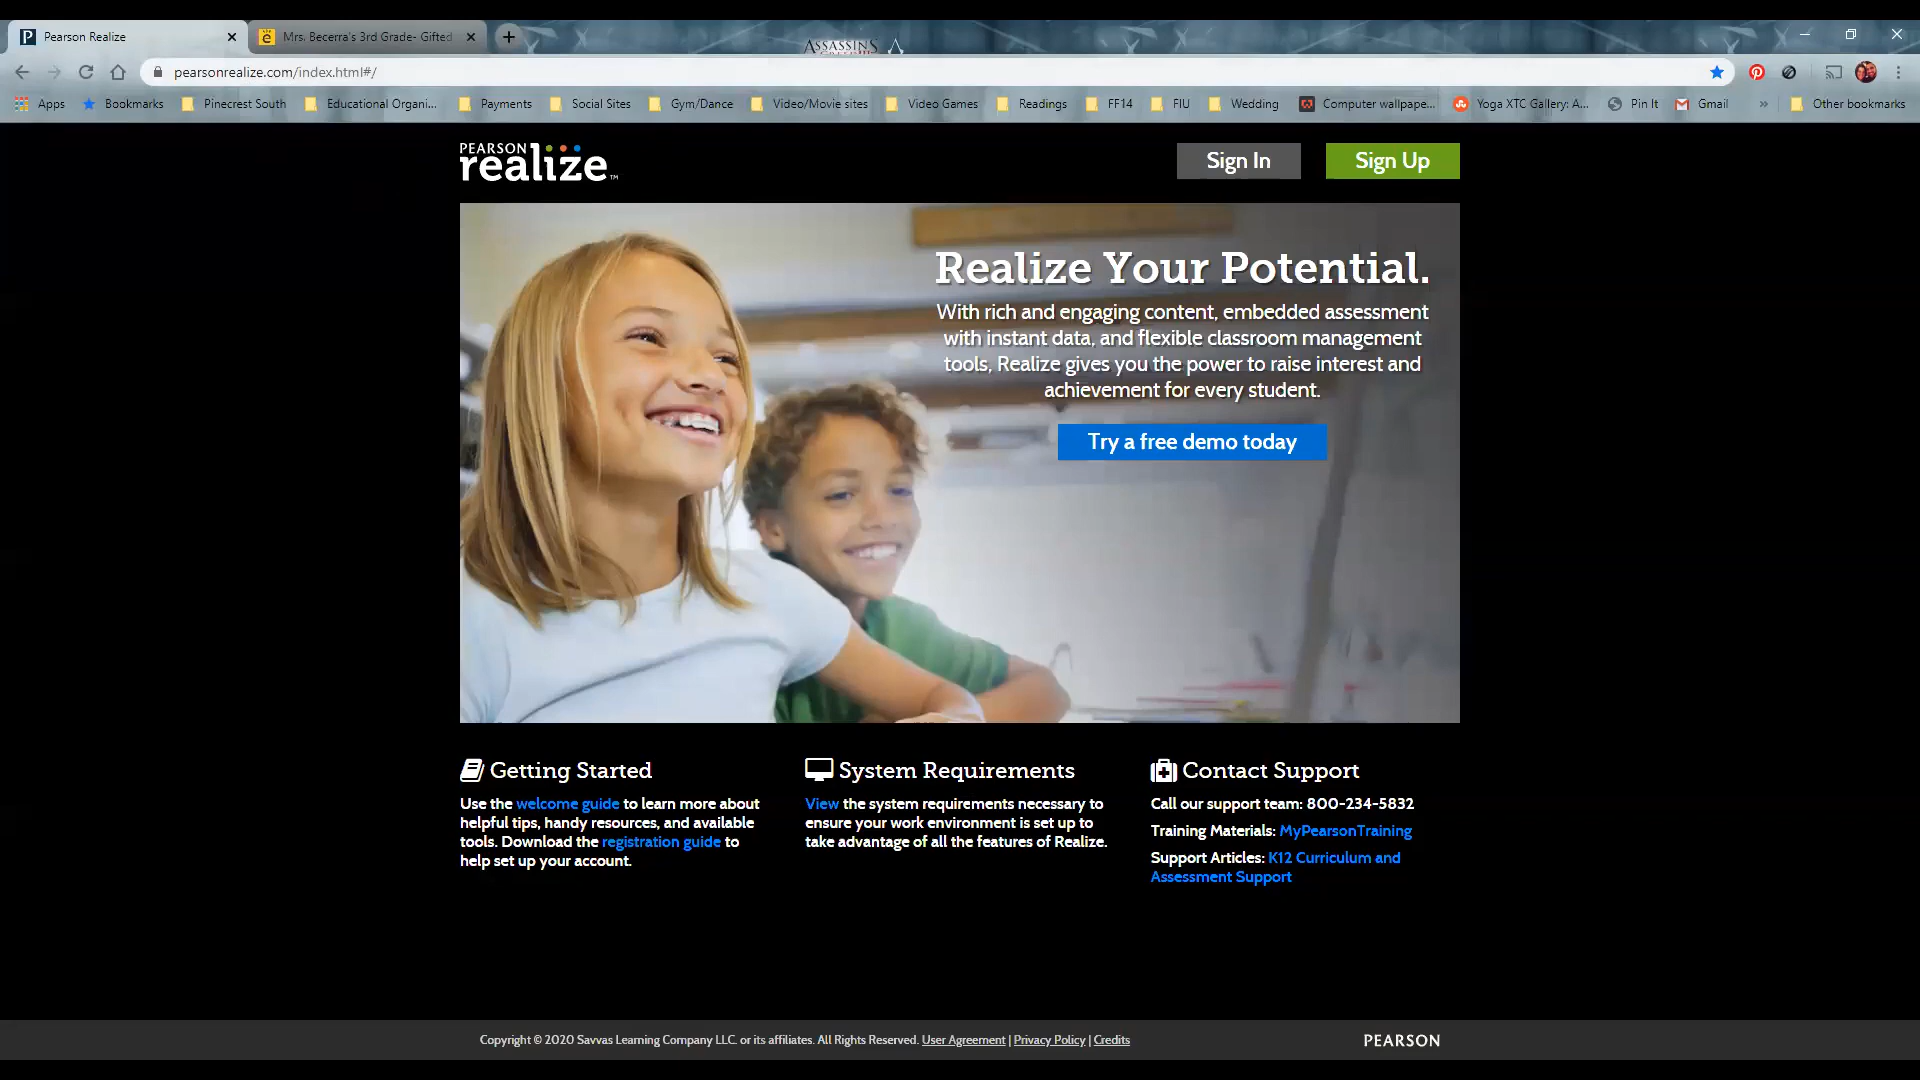 Pearson Realize
Mrs. Becerra's 3rd Grade- Gifted
ASSASSINS
pearsonrealize.com/index.html#/
Apps Bookmarks Pinecrest South Educational Organi... Payments Social Sites Gym/Dance Video/Movie sites Video Games Readings FF14 FIU Wedding Computer wallpape... Yoga XTC Gallery: A... Pin It Gmail » Other bookmarks
PEARSON
realize™
Sign In
Sign Up
Realize Your Potential.
With rich and engaging content, embedded assessment
with instant data, and flexible classroom management
tools, Realize gives you the power to raise interest and
achievement for every student.
Try a free demo today
Getting Started
Use the welcome guide to learn more about
helpful tips, handy resources, and available
tools. Download the registration guide to
help set up your account.
System Requirements
View the system requirements necessary to
ensure your work environment is set up to
take advantage of all the features of Realize.
Contact Support
Call our support team: 800-234-5832
Training Materials: MyPearsonTraining
Support Articles: K12 Curriculum and
Assessment Support
Copyright © 2020 Savvas Learning Company LLC. or its affiliates. All Rights Reserved. User Agreement | Privacy Policy | Credits
PEARSON